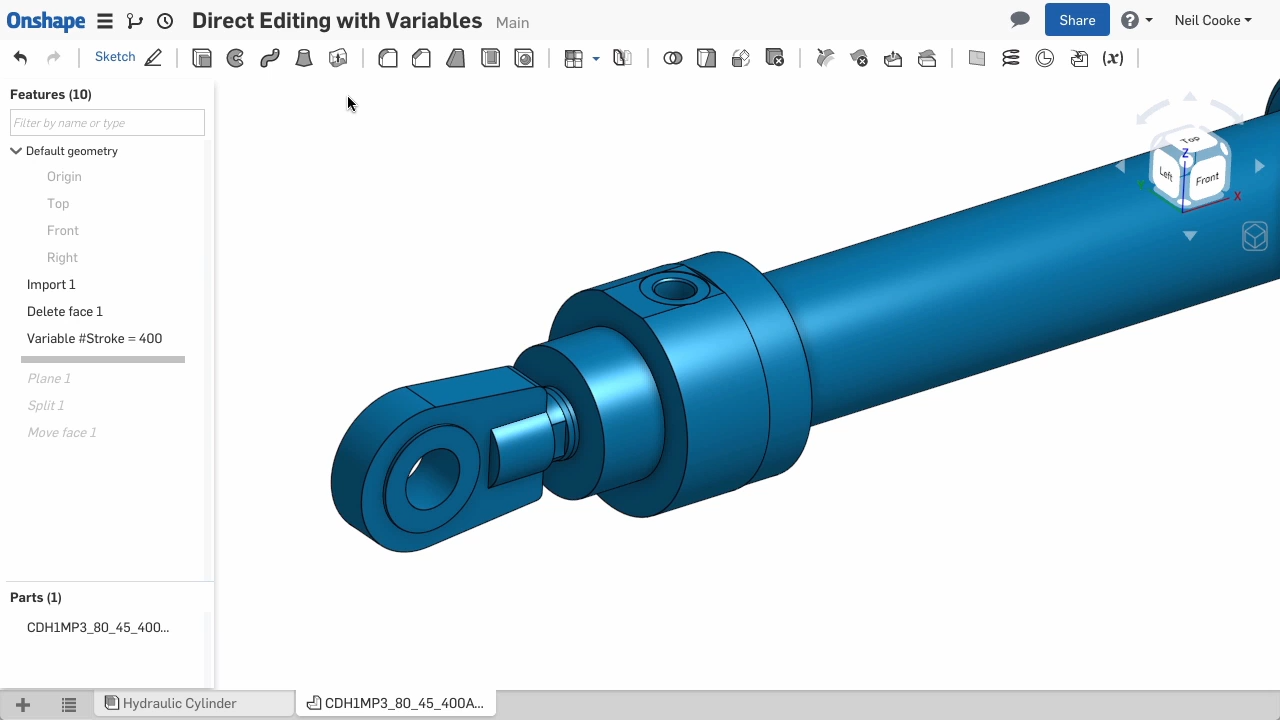 Onshape Direct Editing with Variables Main Share Neil Cooke
Sketch (x)
Features (10)
Filter by name or type
Default geometry
Origin
Top
Front
Right
Import 1
Delete face 1
Variable #Stroke = 400
Plane 1
Split 1
Move face 1
Parts (1)
CDH1MP3_80_45_400...
Top
Z
Left Front
Y
X
Hydraulic Cylinder CDH1MP3_80_45_400A...